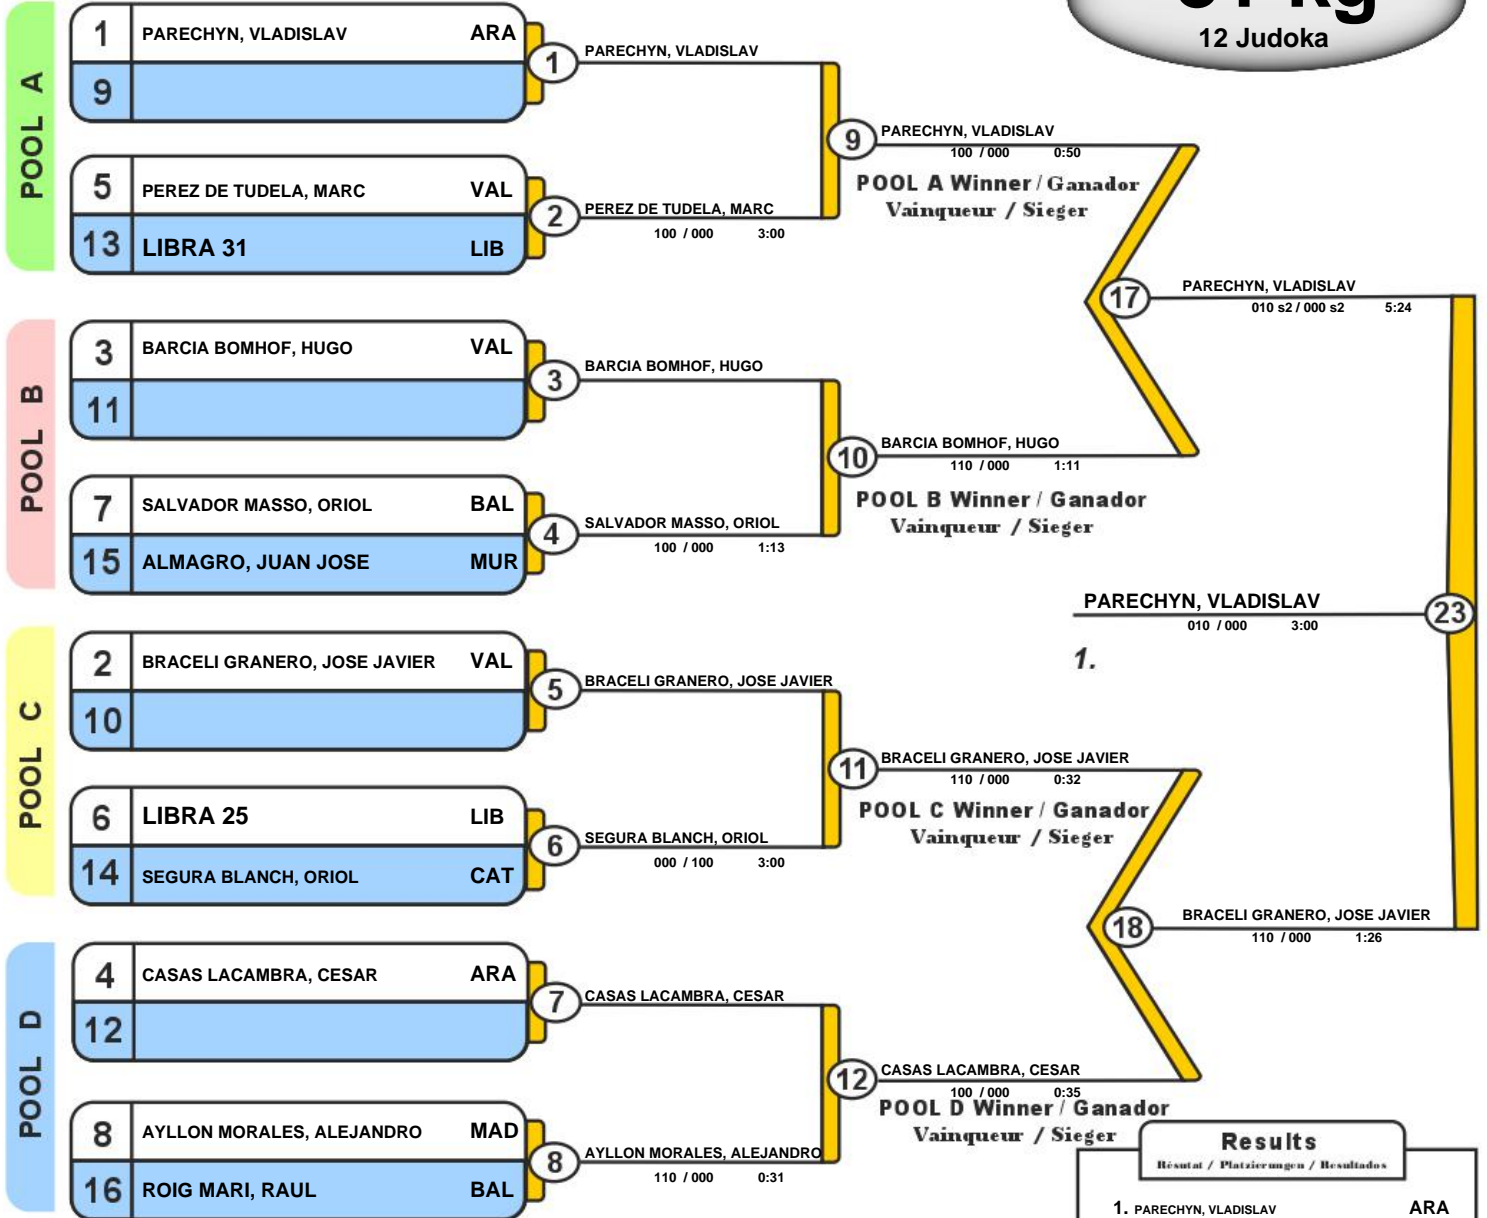 12 Judoka
POOL A
1 PARECHYN, VLADISLAV ARA
9
1 PARECHYN, VLADISLAV
5 PEREZ DE TUDELA, MARC VAL
13 LIBRA 31 LIB
2 PEREZ DE TUDELA, MARC
100 / 000 3:00
9 PARECHYN, VLADISLAV
100 / 000 0:50
POOL A Winner / Ganador
Vainqueur / Sieger
POOL B
3 BARCIA BOMHOF, HUGO VAL
11
3 BARCIA BOMHOF, HUGO
7 SALVADOR MASSO, ORIOL BAL
15 ALMAGRO, JUAN JOSE MUR
4 SALVADOR MASSO, ORIOL
100 / 000 1:13
10 BARCIA BOMHOF, HUGO
110 / 000 1:11
POOL B Winner / Ganador
Vainqueur / Sieger
17 PARECHYN, VLADISLAV
010 s2 / 000 s2 5:24
POOL C
2 BRACELI GRANERO, JOSE JAVIER VAL
10
5 BRACELI GRANERO, JOSE JAVIER
6 LIBRA 25 LIB
14 SEGURA BLANCH, ORIOL CAT
6 SEGURA BLANCH, ORIOL
000 / 100 3:00
11 BRACELI GRANERO, JOSE JAVIER
110 / 000 0:32
POOL C Winner / Ganador
Vainqueur / Sieger
POOL D
4 CASAS LACAMBRA, CESAR ARA
12
7 CASAS LACAMBRA, CESAR
8 AYLLON MORALES, ALEJANDRO MAD
16 ROIG MARI, RAUL BAL
8 AYLLON MORALES, ALEJANDRO
110 / 000 0:31
12 CASAS LACAMBRA, CESAR
100 / 000 0:35
POOL D Winner / Ganador
Vainqueur / Sieger
18 BRACELI GRANERO, JOSE JAVIER
110 / 000 1:26
PARECHYN, VLADISLAV 23
010 / 000 3:00
1.
Results
Résutat / Platzierungen / Resultados
1. PARECHYN, VLADISLAV ARA